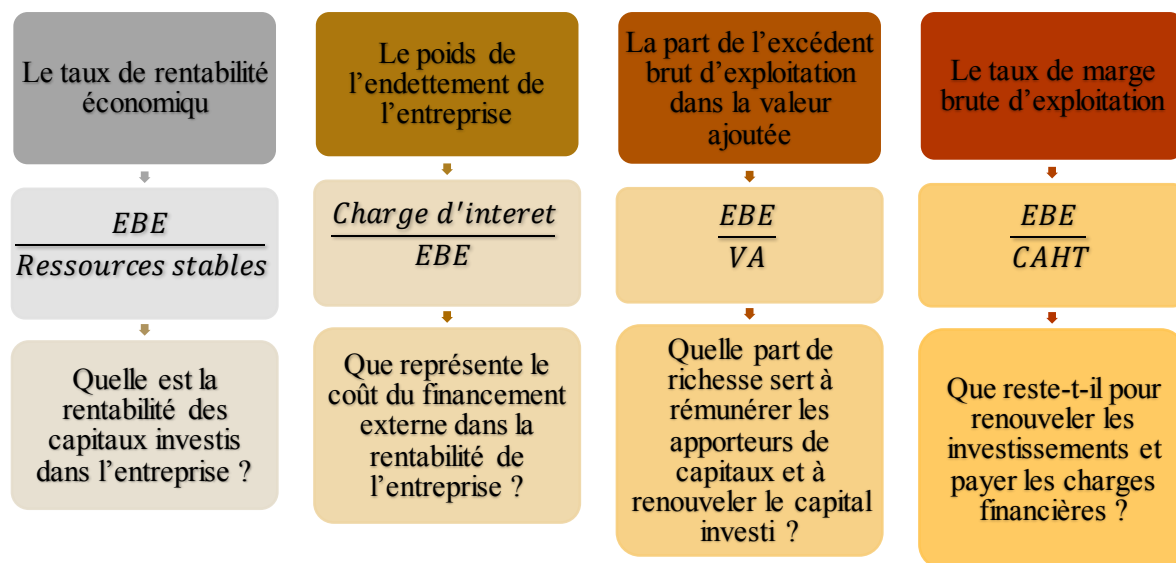 Le taux de rentabilité
économiqu
EBE
Ressources stables
Quelle est la
rentabilité des
capitaux investis
dans l’entreprise ?
Le poids de
l’endettement de
l’entreprise
Charge d'interet
EBE
Que représente le
coût du financement
externe dans la
rentabilité de
l’entreprise ?
La part de l’excédent
brut d’exploitation
dans la valeur
ajoutée
EBE
VA
Quelle part de
richesse sert à
rémunérer les
apporteurs de
capitaux et à
renouveler le capital
investi ?
Le taux de marge
brute d’exploitation
EBE
CAHT
Que reste-t-il pour
renouveler les
investissements et
payer les charges
financières ?